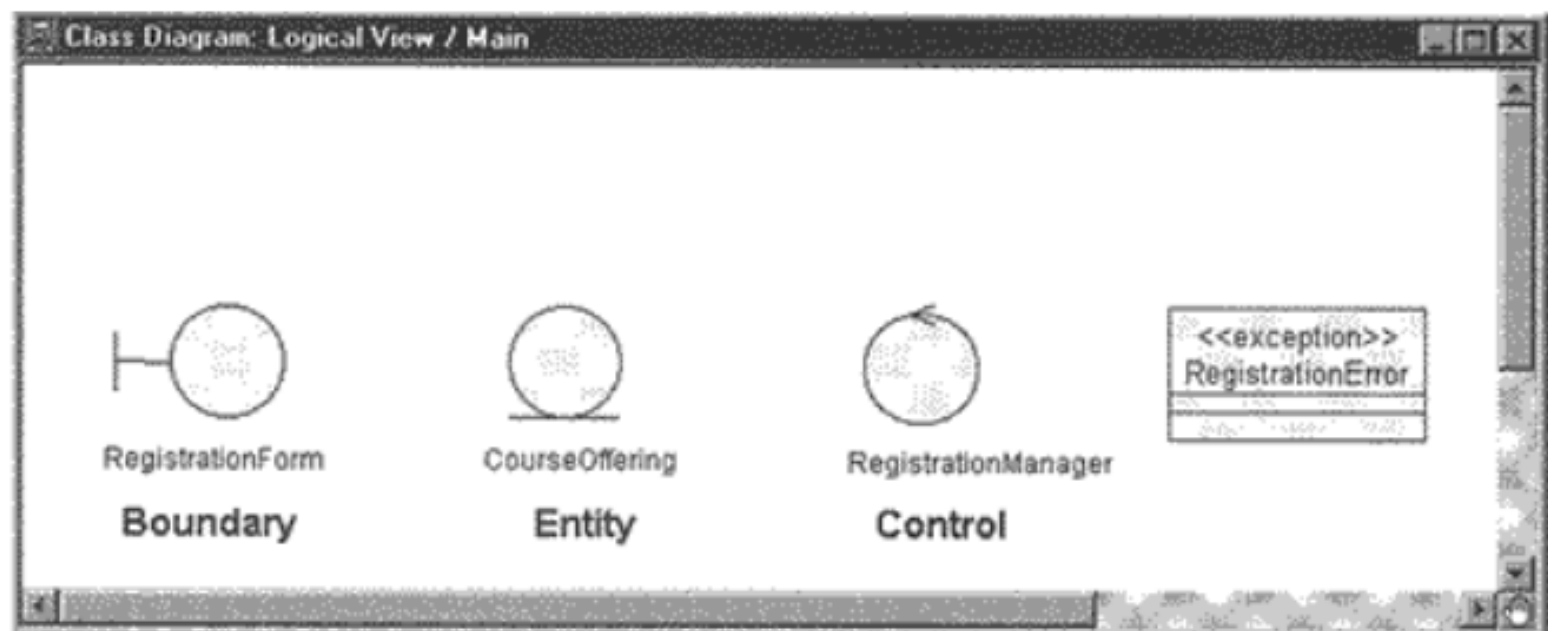 Class Diagram: Logical View / Main
<<exception>>
RegistrationError
RegistrationForm
CourseOffering
RegistrationManager
Boundary
Entity
Control